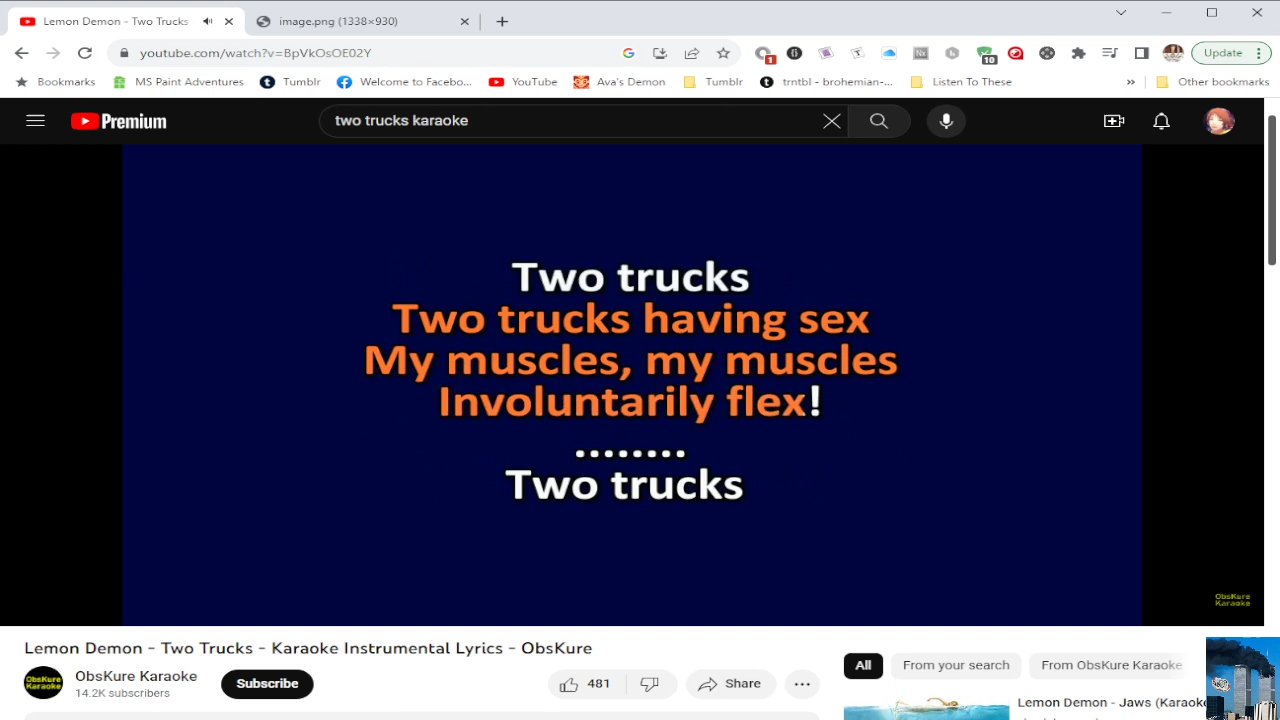 Lemon Demon - Two Trucks
image.png (1338×930)
youtube.com/watch?v=BpVkOsOE02Y
1
10
Update
Bookmarks
MS Paint Adventures
Tumblr
Welcome to Facebo...
YouTube
Ava's Demon
Tumblr
trntbl - brohemian-...
Listen To These
»
Other bookmarks
Premium
two trucks karaoke
Two trucks
Two trucks having sex
My muscles, my muscles
Involuntarily flex!
........
Two trucks
ObsKure
Karaoke
Lemon Demon - Two Trucks - Karaoke Instrumental Lyrics - ObsKure
ObsKure
Karaoke
ObsKure Karaoke
14.2K subscribers
Subscribe
481
Share
...
All
From your search
From ObsKure Karaoke
Lemon Demon - Jaws (Karaok